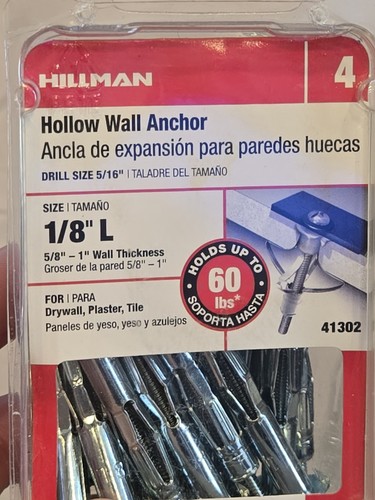 HILLMAN
4
Hollow Wall Anchor
Ancla de expansión para paredes huecas
DRILL SIZE 5/16" | TALADRE DEL TAMAÑO
SIZE | TAMAÑO
1/8" L
5/8" – 1" Wall Thickness
Groser de la pared 5/8" – 1"
HOLDS UP TO
60
lbs*
SOPORTA HASTA
FOR | PARA
Drywall, Plaster, Tile
Paneles de yeso, yeso y azulejos
41302